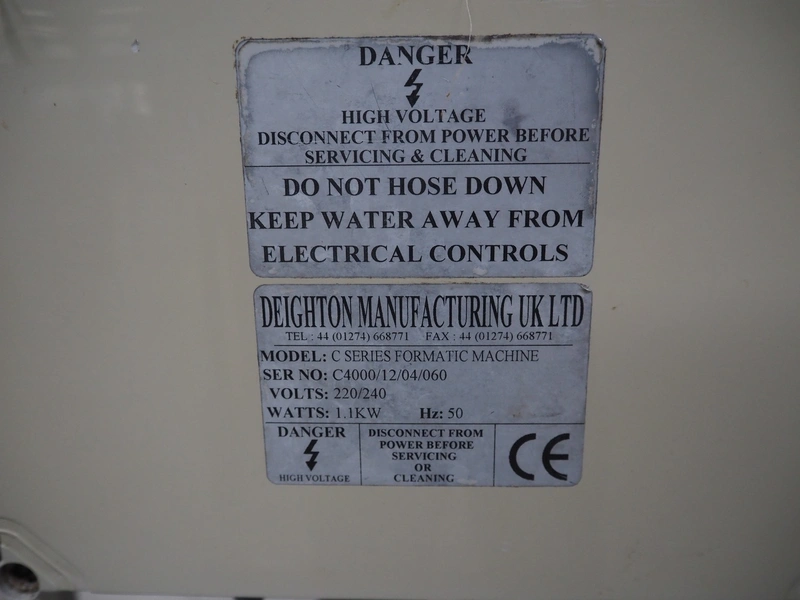 DANGER
HIGH VOLTAGE
DISCONNECT FROM POWER BEFORE
SERVICING & CLEANING
DO NOT HOSE DOWN
KEEP WATER AWAY FROM
ELECTRICAL CONTROLS
DEIGHTON MANUFACTURING UK LTD
TEL : 44 (01274) 668771 FAX : 44 (01274) 668771
MODEL: C SERIES FORMATIC MACHINE
SER NO: C4000/12/04/060
VOLTS: 220/240
WATTS: 1.1KW Hz: 50
DANGER
HIGH VOLTAGE
DISCONNECT FROM
POWER BEFORE
SERVICING
OR
CLEANING
CE